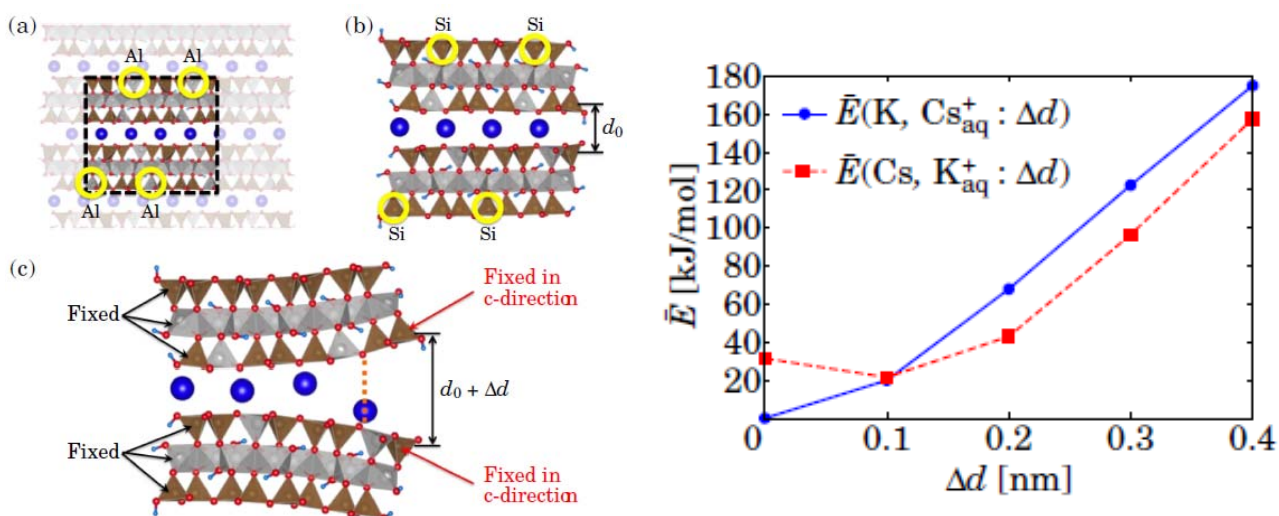 (a)
Al Al
Al Al
(b)
Si Si
d₀
Si Si
(c)
Fixed
Fixed in
c-direction
d₀ + Δd
Fixed
Fixed in
c-direction
180
160
140
120
100
80
60
40
20
Ē(K, Cs⁺aq : Δd)
Ē(Cs, K⁺aq : Δd)
Ē [kJ/mol]
0 0.1 0.2 0.3 0.4
Δd [nm]